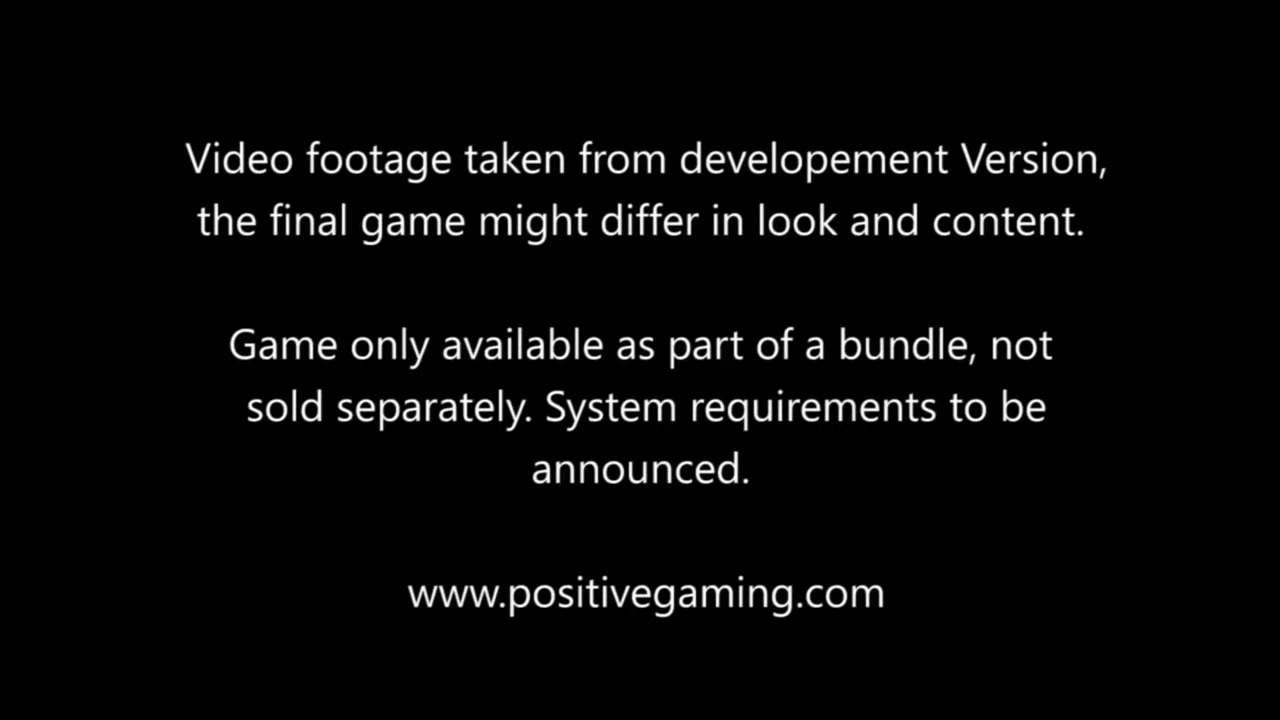 Video footage taken from developement Version,
the final game might differ in look and content.
Game only available as part of a bundle, not
sold separately. System requirements to be
announced.
www.positivegaming.com